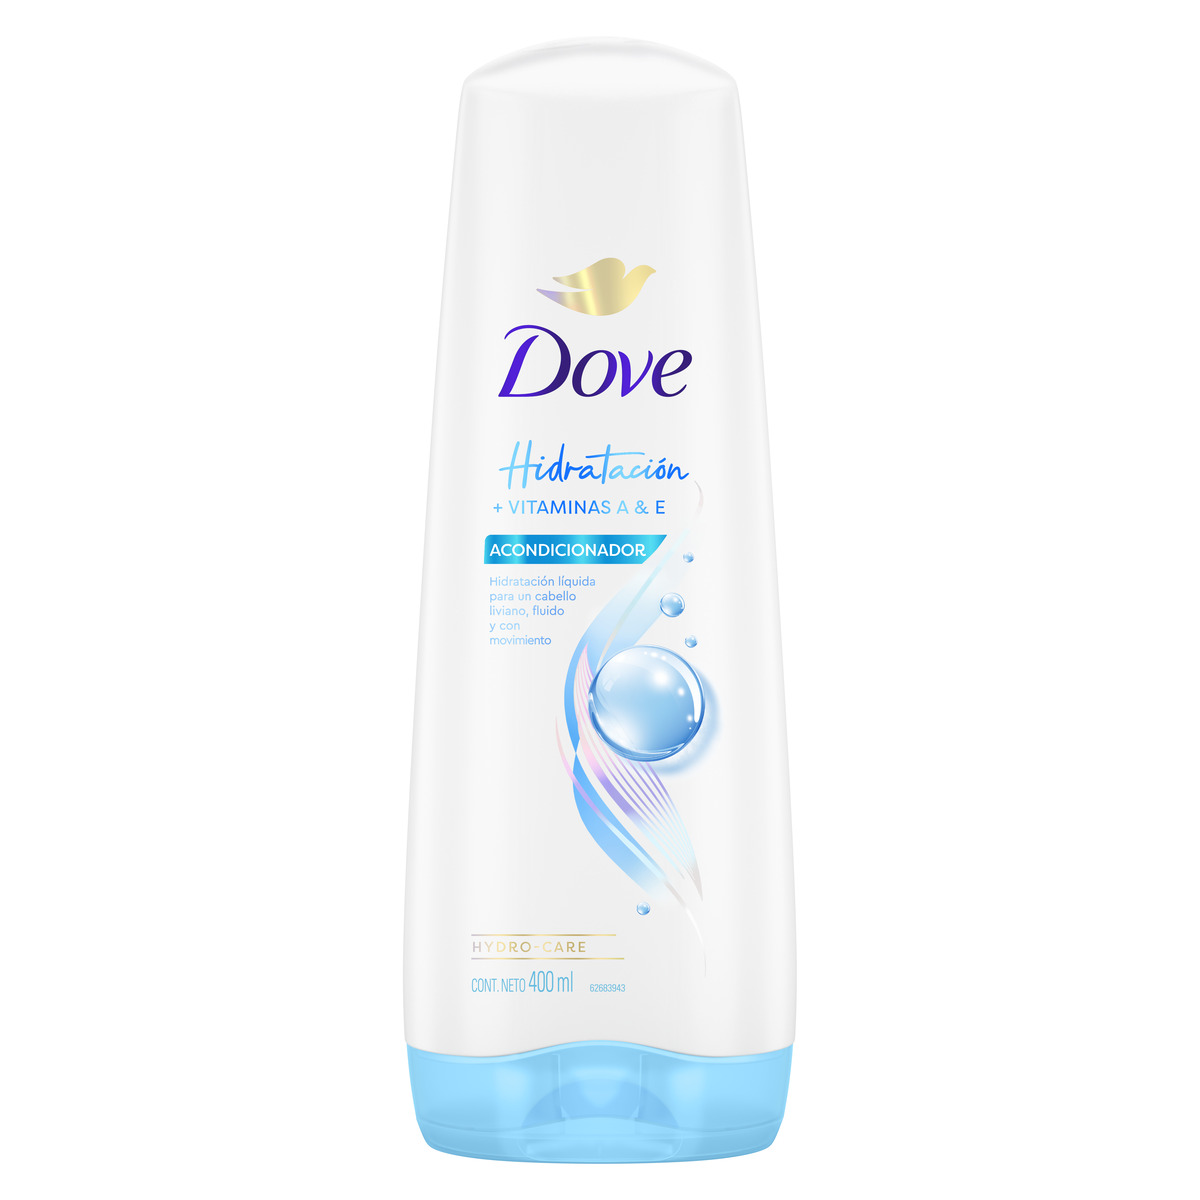 Dove
Hidratación
+ VITAMINAS A & E
ACONDICIONADOR
Hidratación líquida
para un cabello
liviano, fluido
y con
movimiento
HYDRO-CARE
CONT. NETO 400 ml 62683943